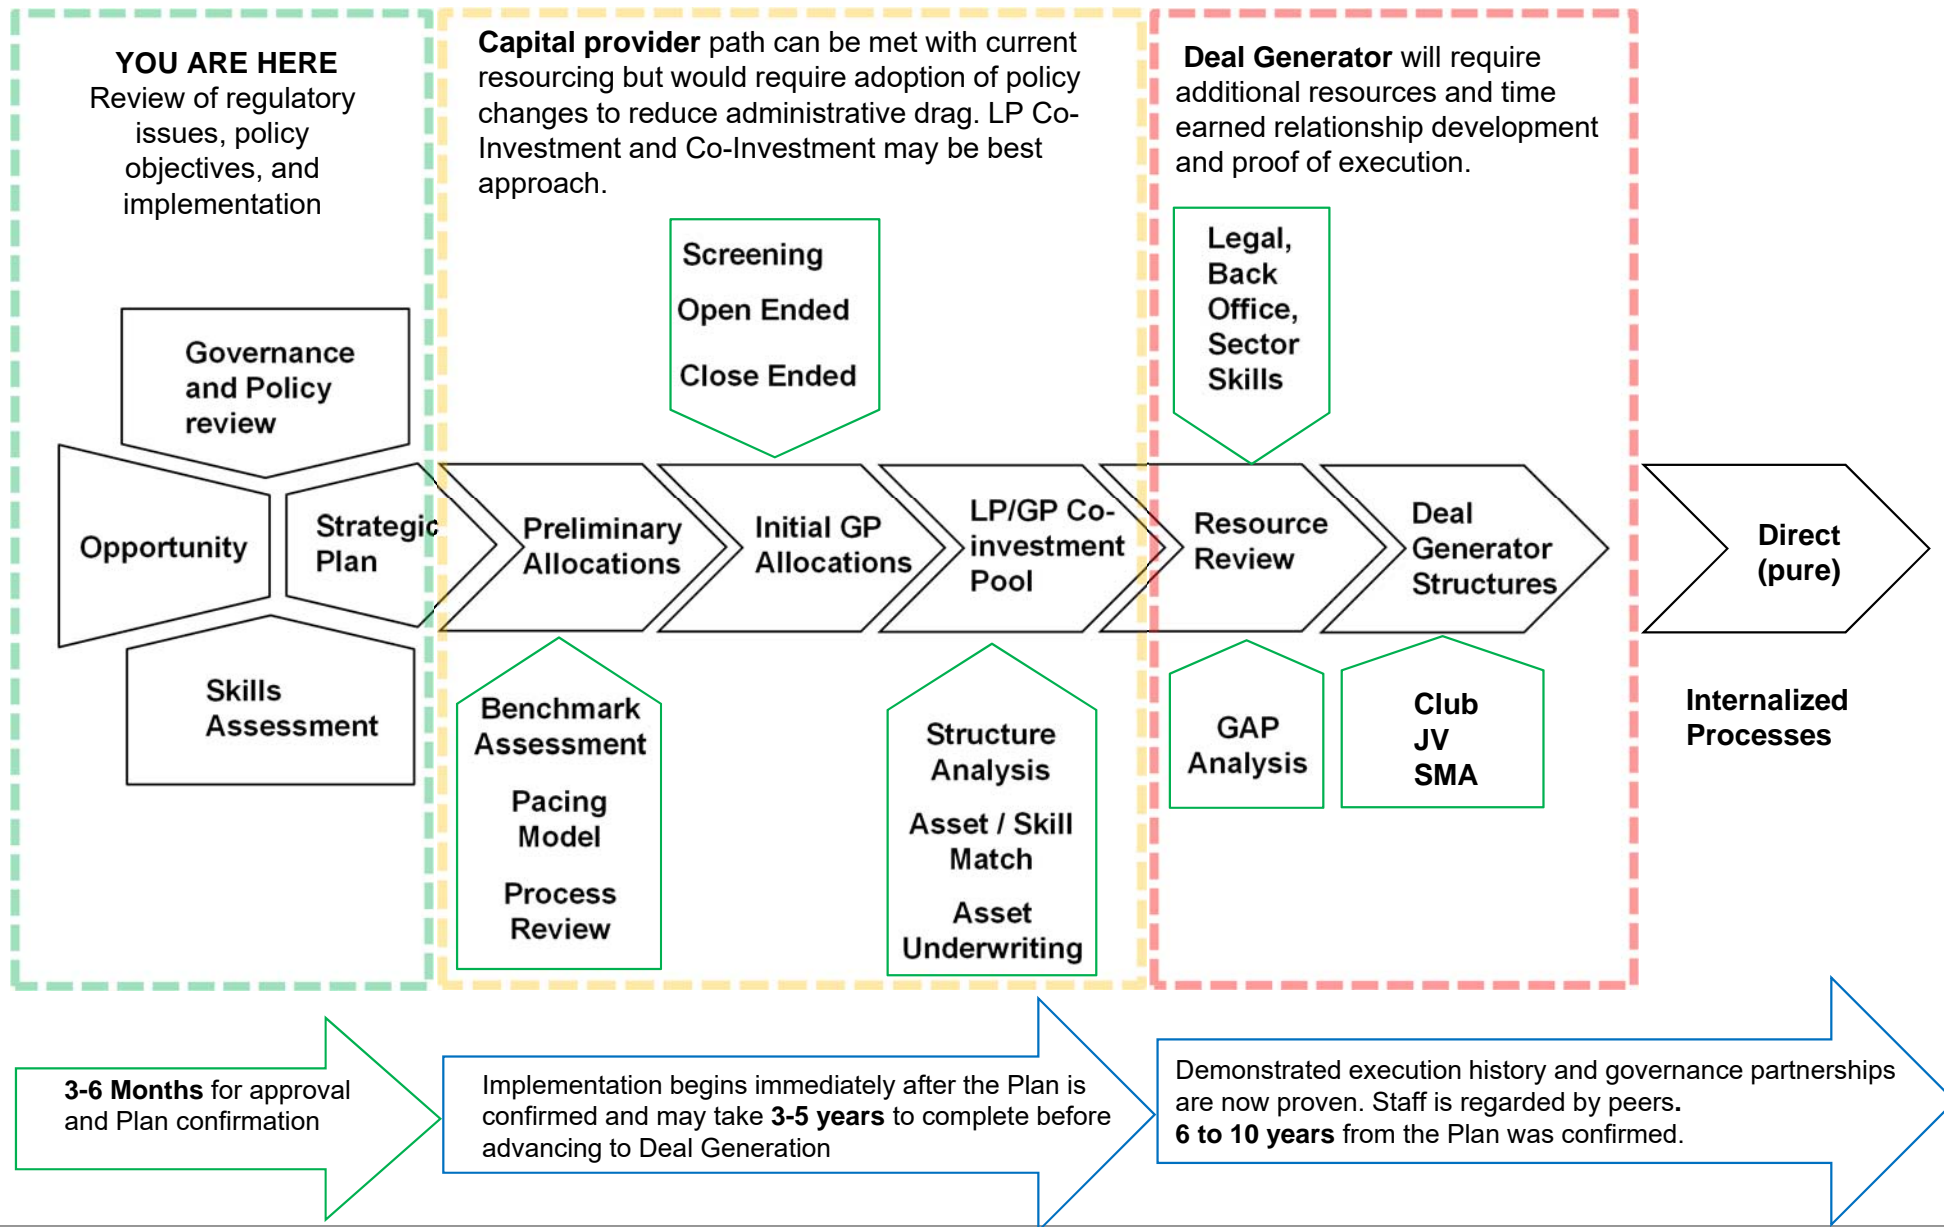 YOU ARE HERE
Review of regulatory
issues, policy
objectives, and
implementation
Capital provider path can be met with current
resourcing but would require adoption of policy
changes to reduce administrative drag. LP Co-
Investment and Co-Investment may be best
approach.
Deal Generator will require
additional resources and time
earned relationship development
and proof of execution.
Screening
Open Ended
Close Ended
Legal,
Back
Office,
Sector
Skills
Governance
and Policy
review
Opportunity
Strategic
Plan
Preliminary
Allocations
Initial GP
Allocations
LP/GP Co-
investment
Pool
Resource
Review
Deal
Generator
Structures
Direct
(pure)
Skills
Assessment
Benchmark
Assessment
Pacing
Model
Process
Review
Structure
Analysis
Asset / Skill
Match
Asset
Underwriting
GAP
Analysis
Club
JV
SMA
Internalized
Processes
3-6 Months for approval
and Plan confirmation
Implementation begins immediately after the Plan is
confirmed and may take 3-5 years to complete before
advancing to Deal Generation
Demonstrated execution history and governance partnerships
are now proven. Staff is regarded by peers.
6 to 10 years from the Plan was confirmed.